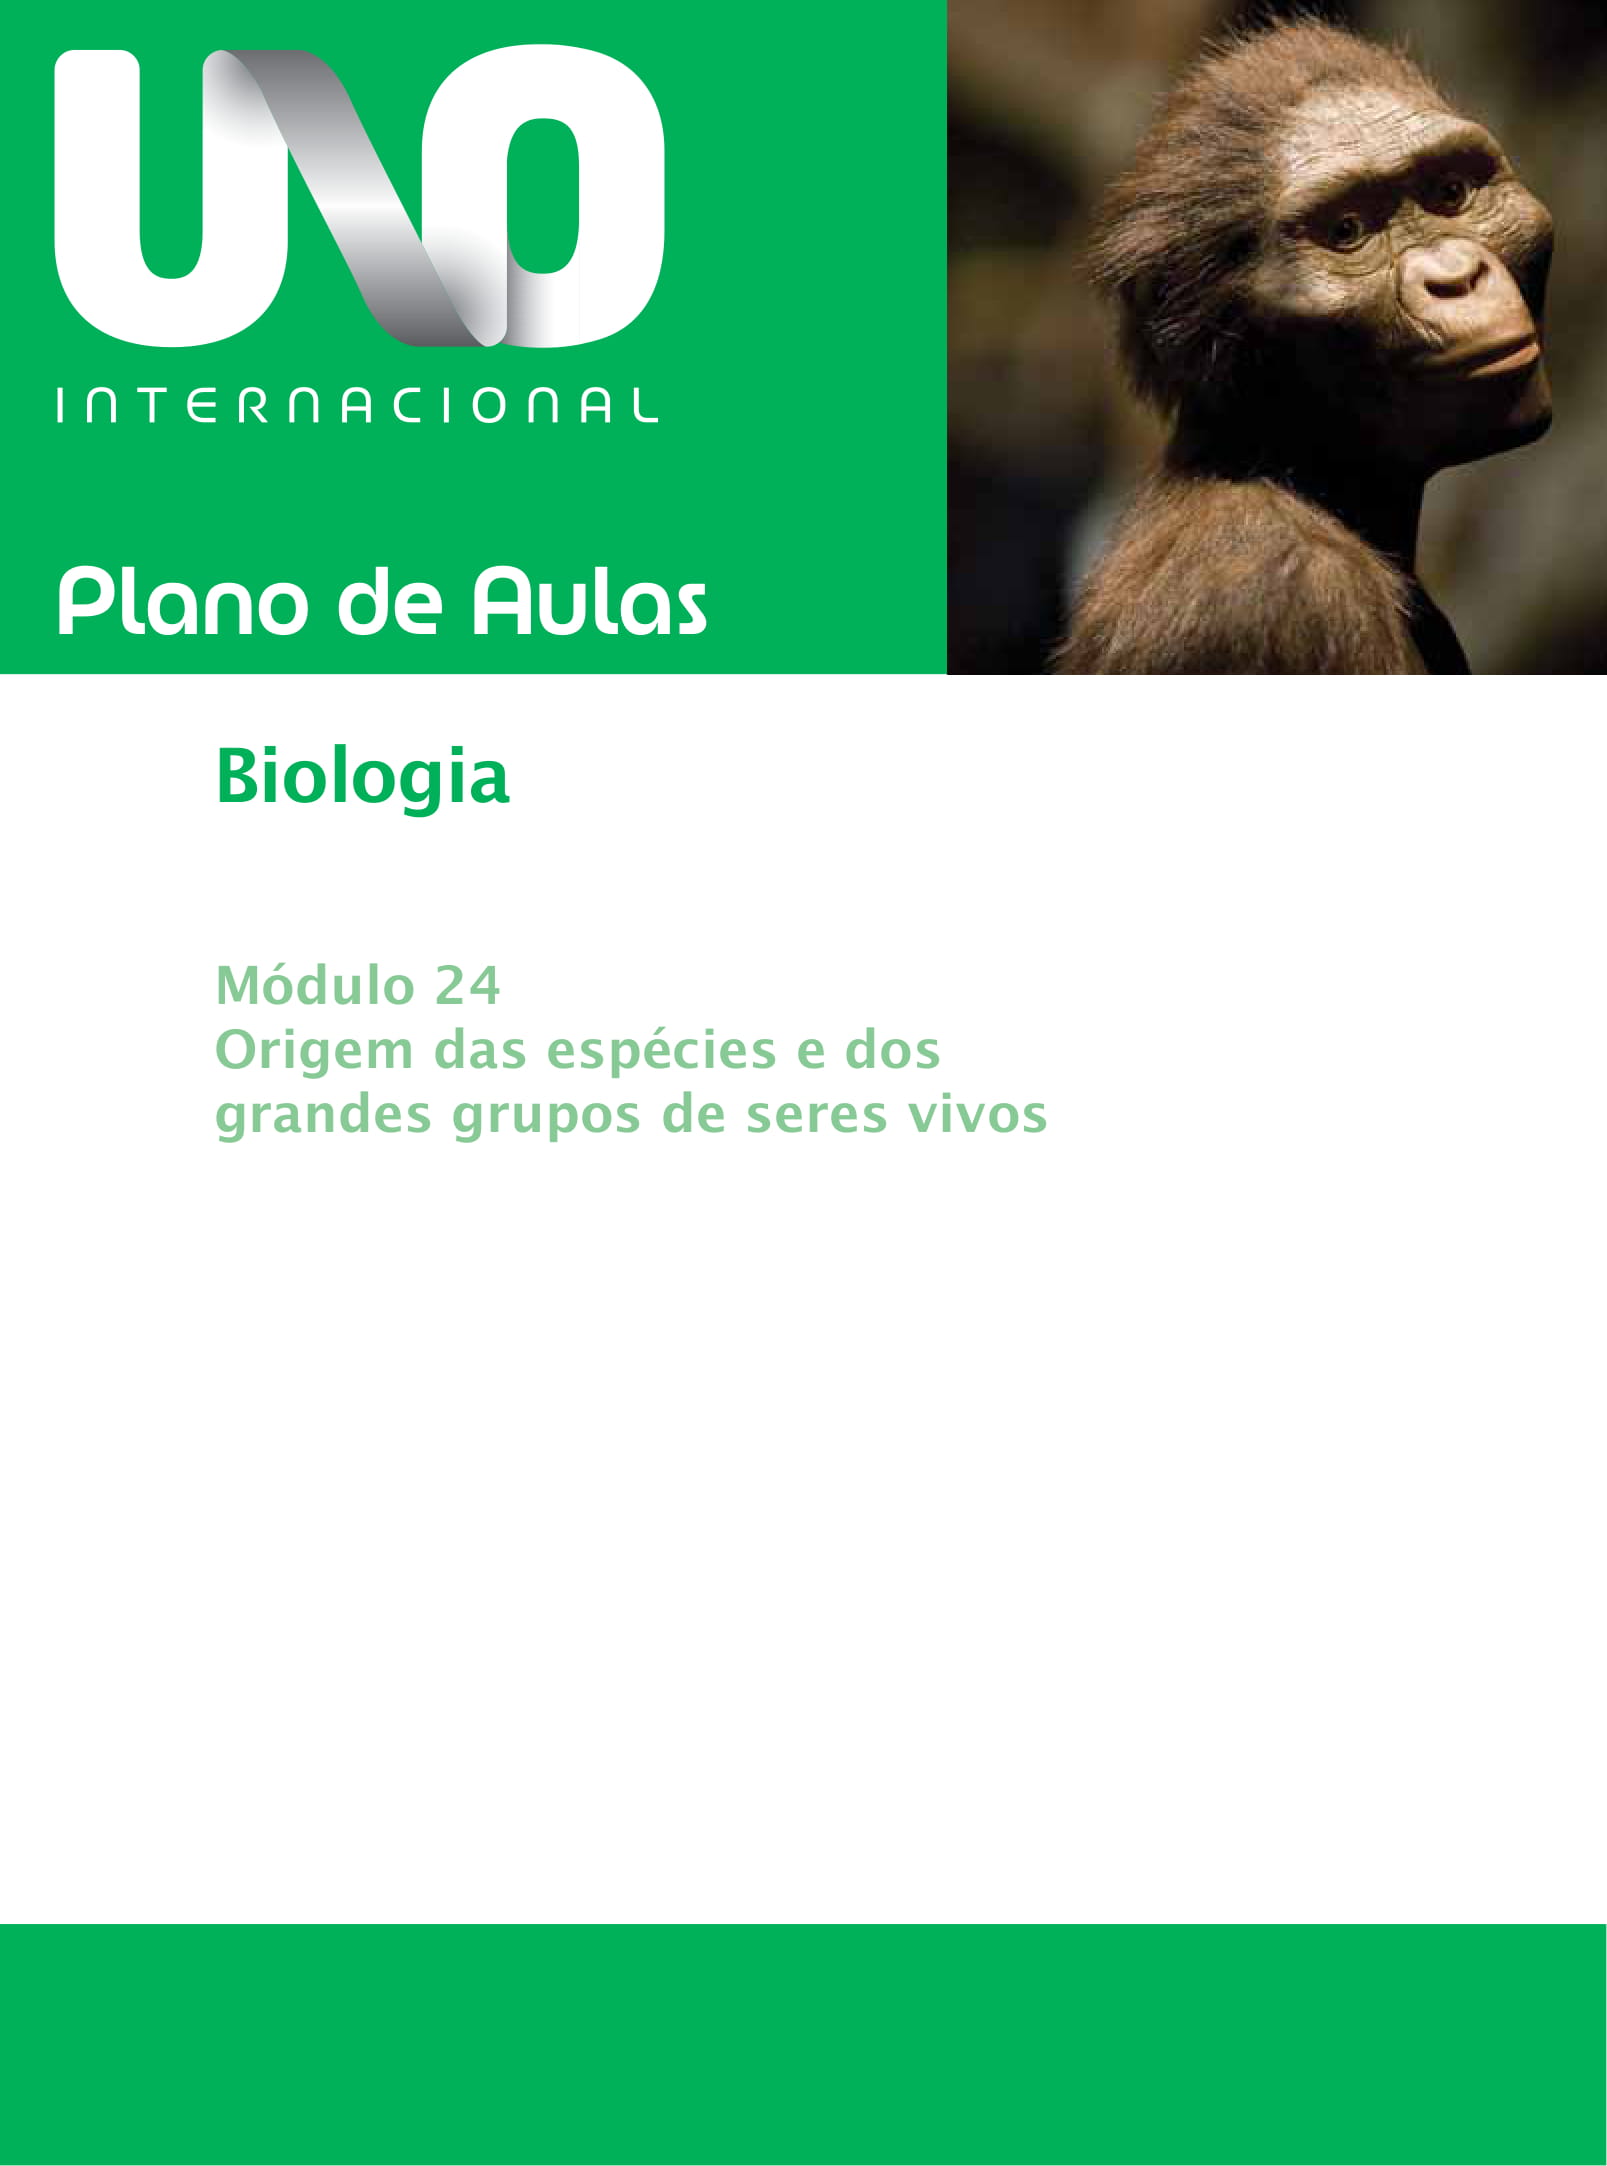 UNO
INTERNACIONAL
Plano de Aulas
Biologia
Módulo 24
Origem das espécies e dos
grandes grupos de seres vivos